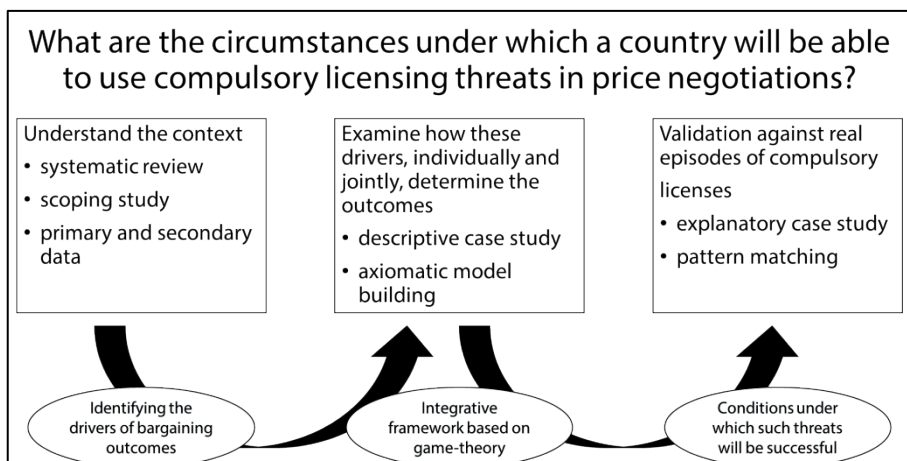 What are the circumstances under which a country will be able
to use compulsory licensing threats in price negotiations?
Understand the context
• systematic review
• scoping study
• primary and secondary
data
Examine how these
drivers, individually and
jointly, determine the
outcomes
• descriptive case study
• axiomatic model
building
Validation against real
episodes of compulsory
licenses
• explanatory case study
• pattern matching
Identifying the
drivers of bargaining
outcomes
Integrative
framework based on
game-theory
Conditions under
which such threats
will be successful